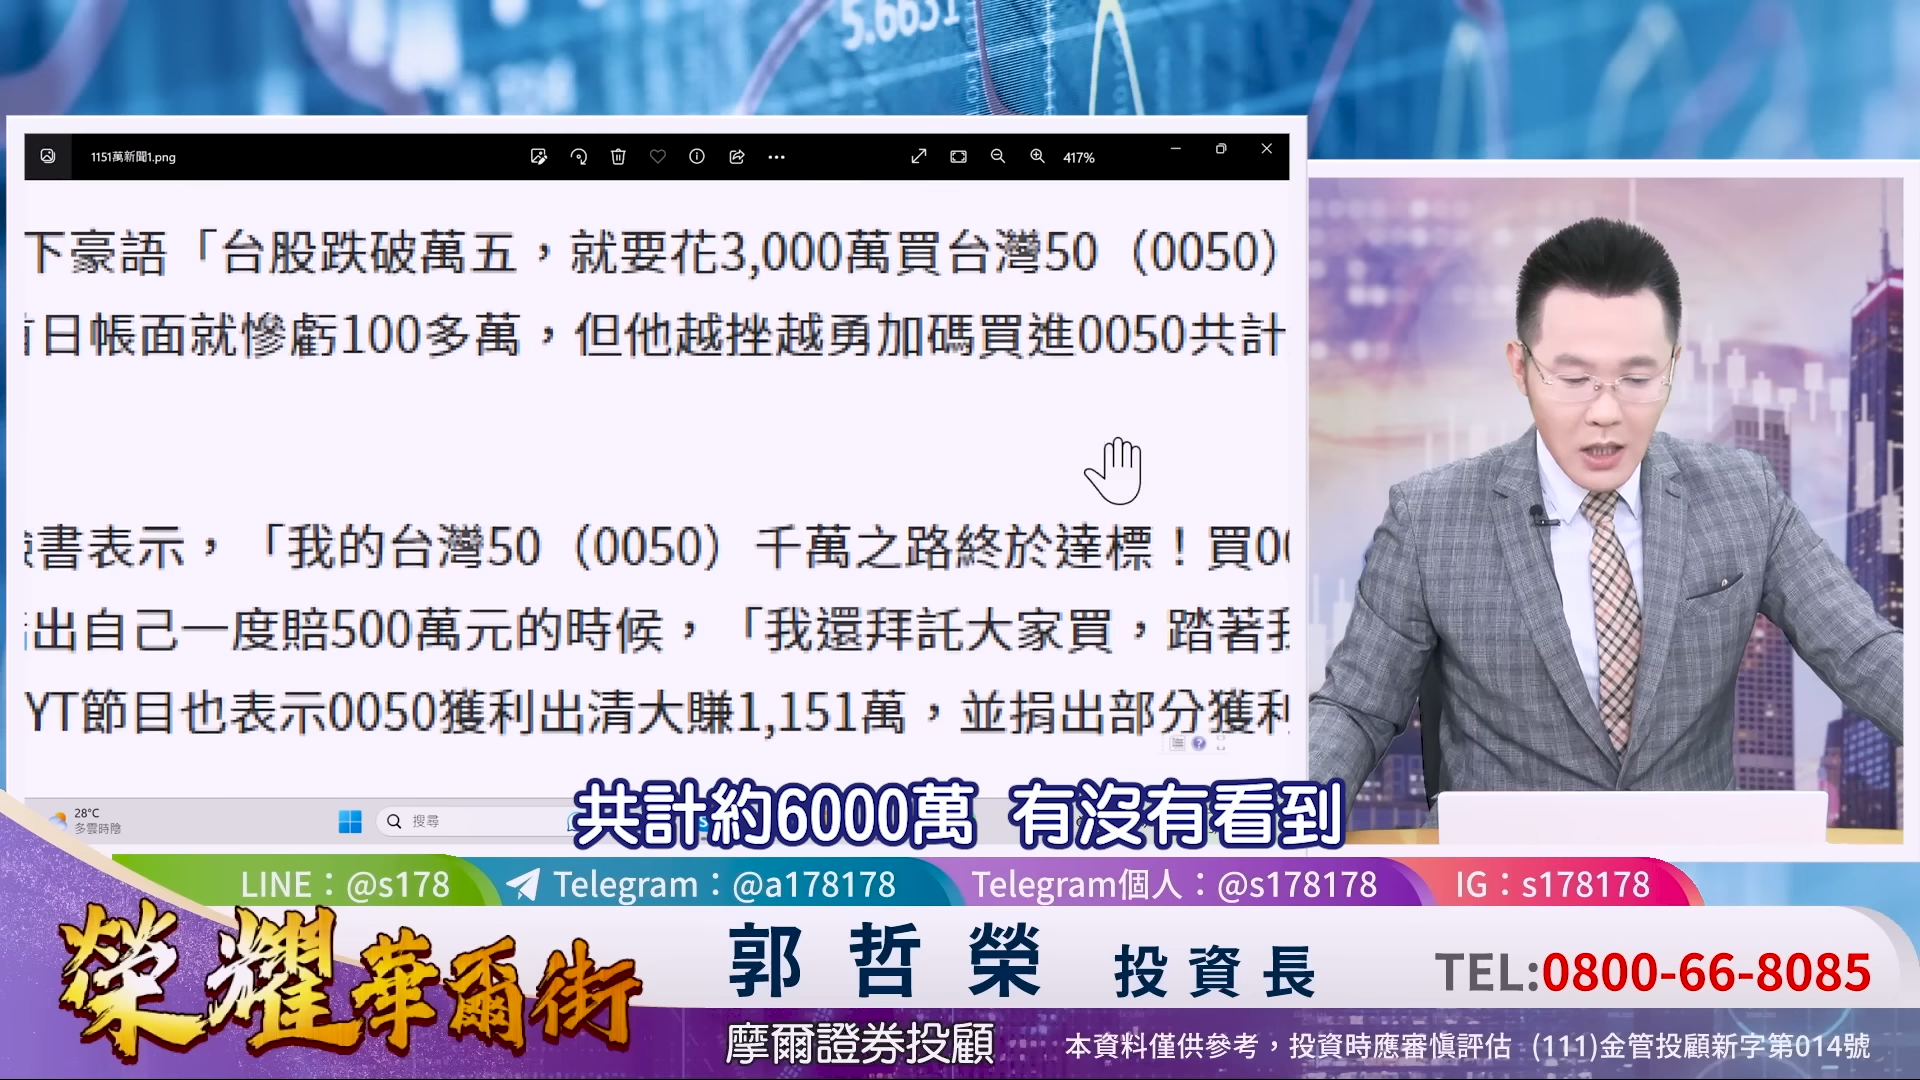 5.6631
1151萬新聞1.png
417%
下豪語「台股跌破萬五，就要花3,000萬買台灣50（0050）
日帳面就慘虧100多萬，但他越挫越勇加碼買進0050共計
書表示，「我的台灣50（0050）千萬之路終於達標！買0
出自己一度賠500萬元的時候，「我還拜託大家買，踏著
YT節目也表示0050獲利出清大賺1,151萬，並捐出部分獲利
28°C
多雲時陰
搜尋
共計約6000萬 有沒有看到
LINE：@s178
Telegram：@a178178
Telegram個人：@s178178
IG：s178178
榮耀華爾街
郭哲榮 投資長
TEL:0800-66-8085
摩爾證券投顧
本資料僅供參考，投資時應審慎評估 (111)金管投顧新字第014號